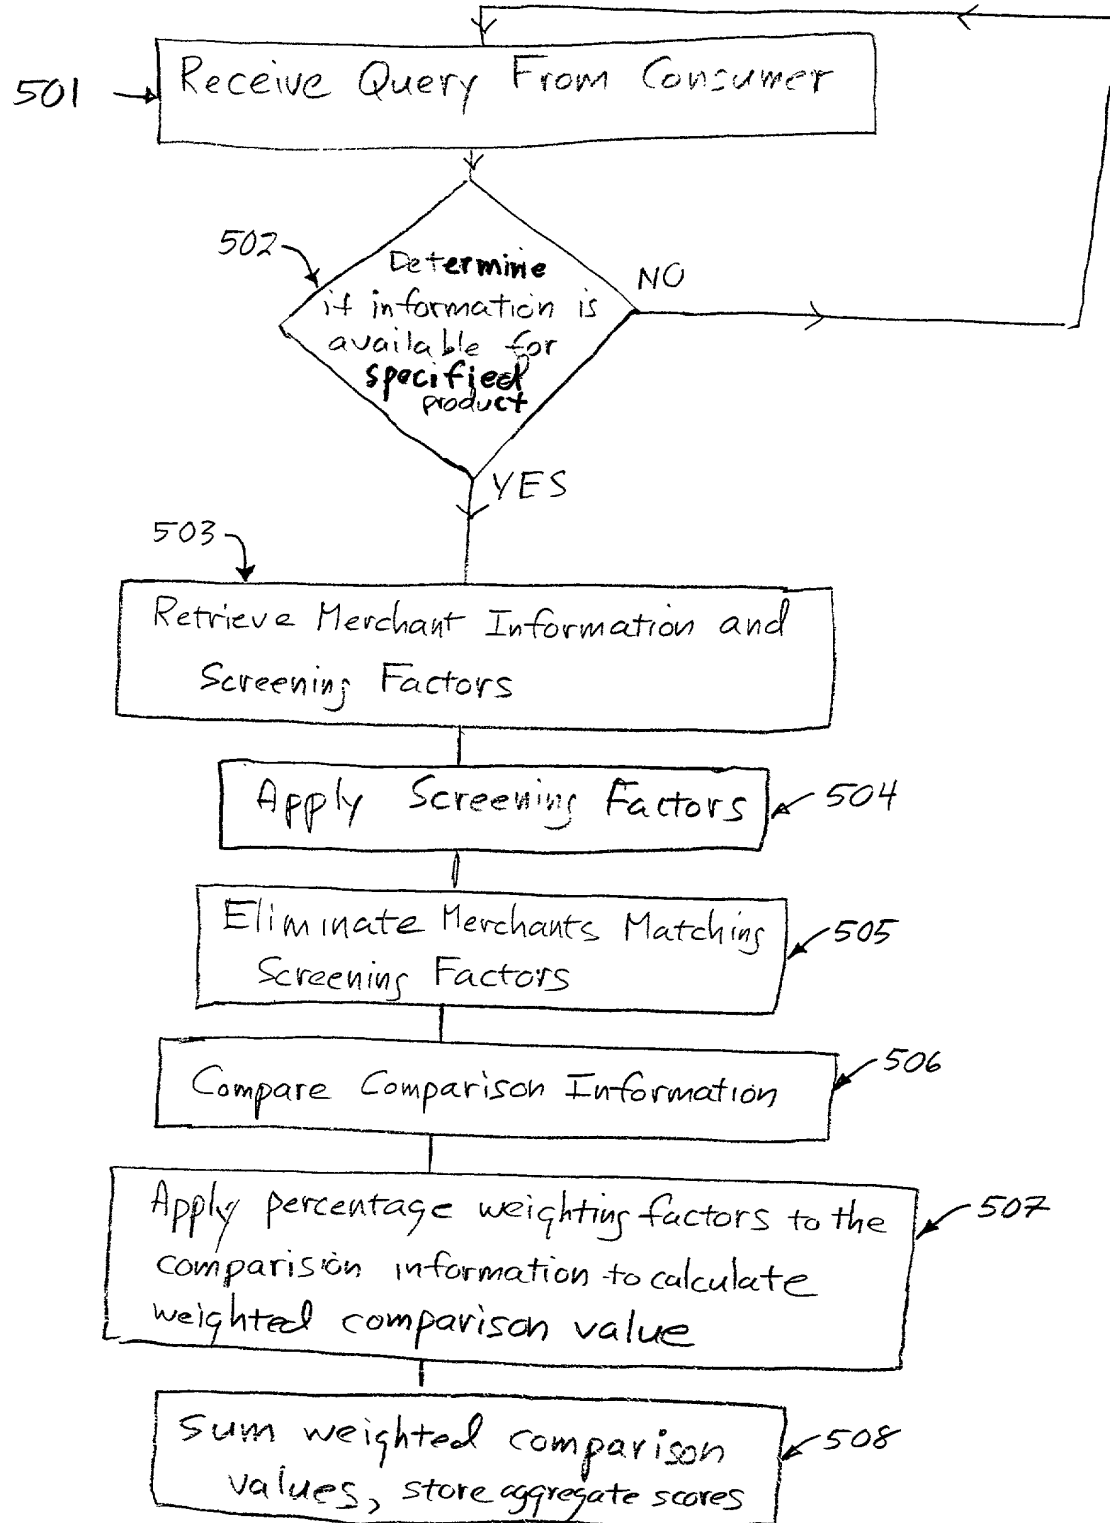 501
Receive Query From Consumer
502
Determine
if information is
available for
specified
product
NO
YES
503
Retrieve Merchant Information and
Screening Factors
Apply Screening Factors
504
Eliminate Merchants Matching
Screening Factors
505
Compare Comparison Information
506
Apply percentage weighting factors to the
comparision information to calculate
weighted comparison value
507
Sum weighted comparison
values, store aggregate scores
508